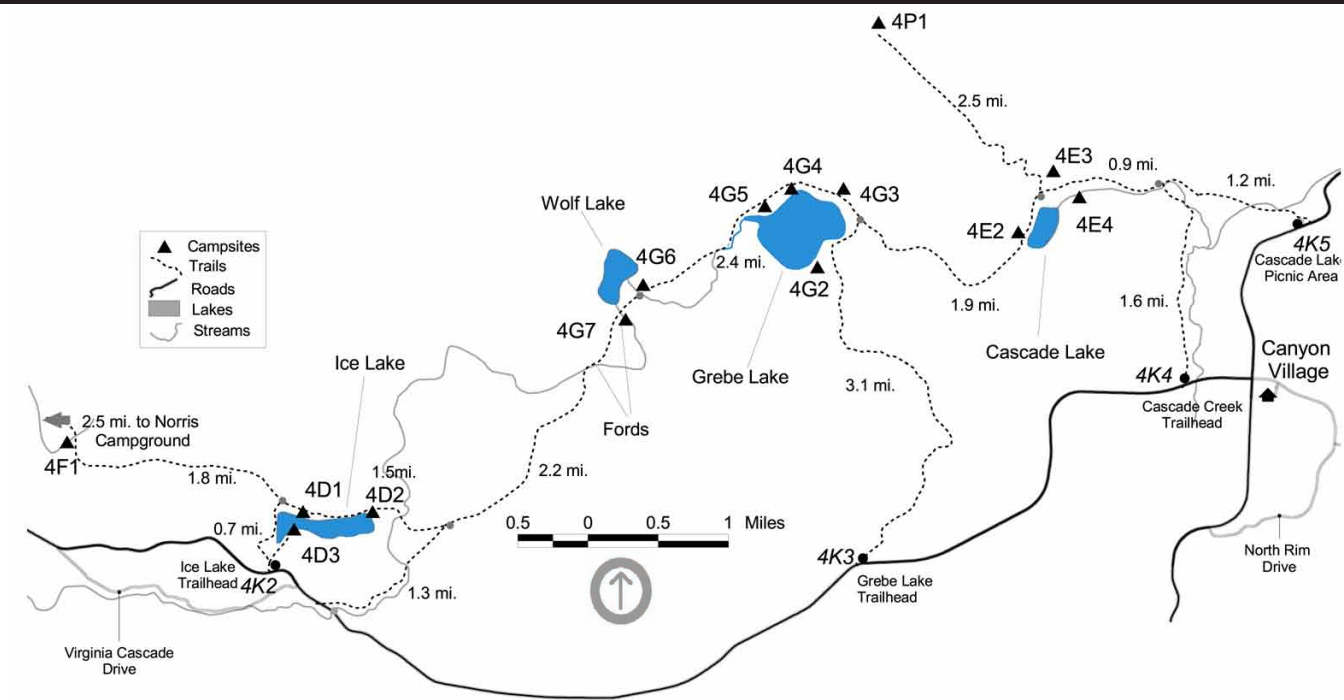 4P1
2.5 mi.
4E3
0.9 mi.
4G4
4G5
4G3
1.2 mi.
Wolf Lake
4E2
4E4
4K5
Cascade Lak
Picnic Area
Campsites
Trails
Roads
Lakes
Streams
4G6
2.4 mi.
4G2
1.9 mi.
1.6 mi.
4G7
Ice Lake
Grebe Lake
Cascade Lake
Canyon
Village
4K4
Cascade Creek
Trailhead
3.1 mi.
Fords
2.5 mi. to Norris
Campground
4F1
1.8 mi.
1.5mi.
2.2 mi.
4D1
4D2
0.7 mi.
4D3
0.5
0
0.5
1
Miles
Ice Lake
Trailhead
4K2
1.3 mi.
4K3
Grebe Lake
Trailhead
North Rim
Drive
Virginia Cascade
Drive